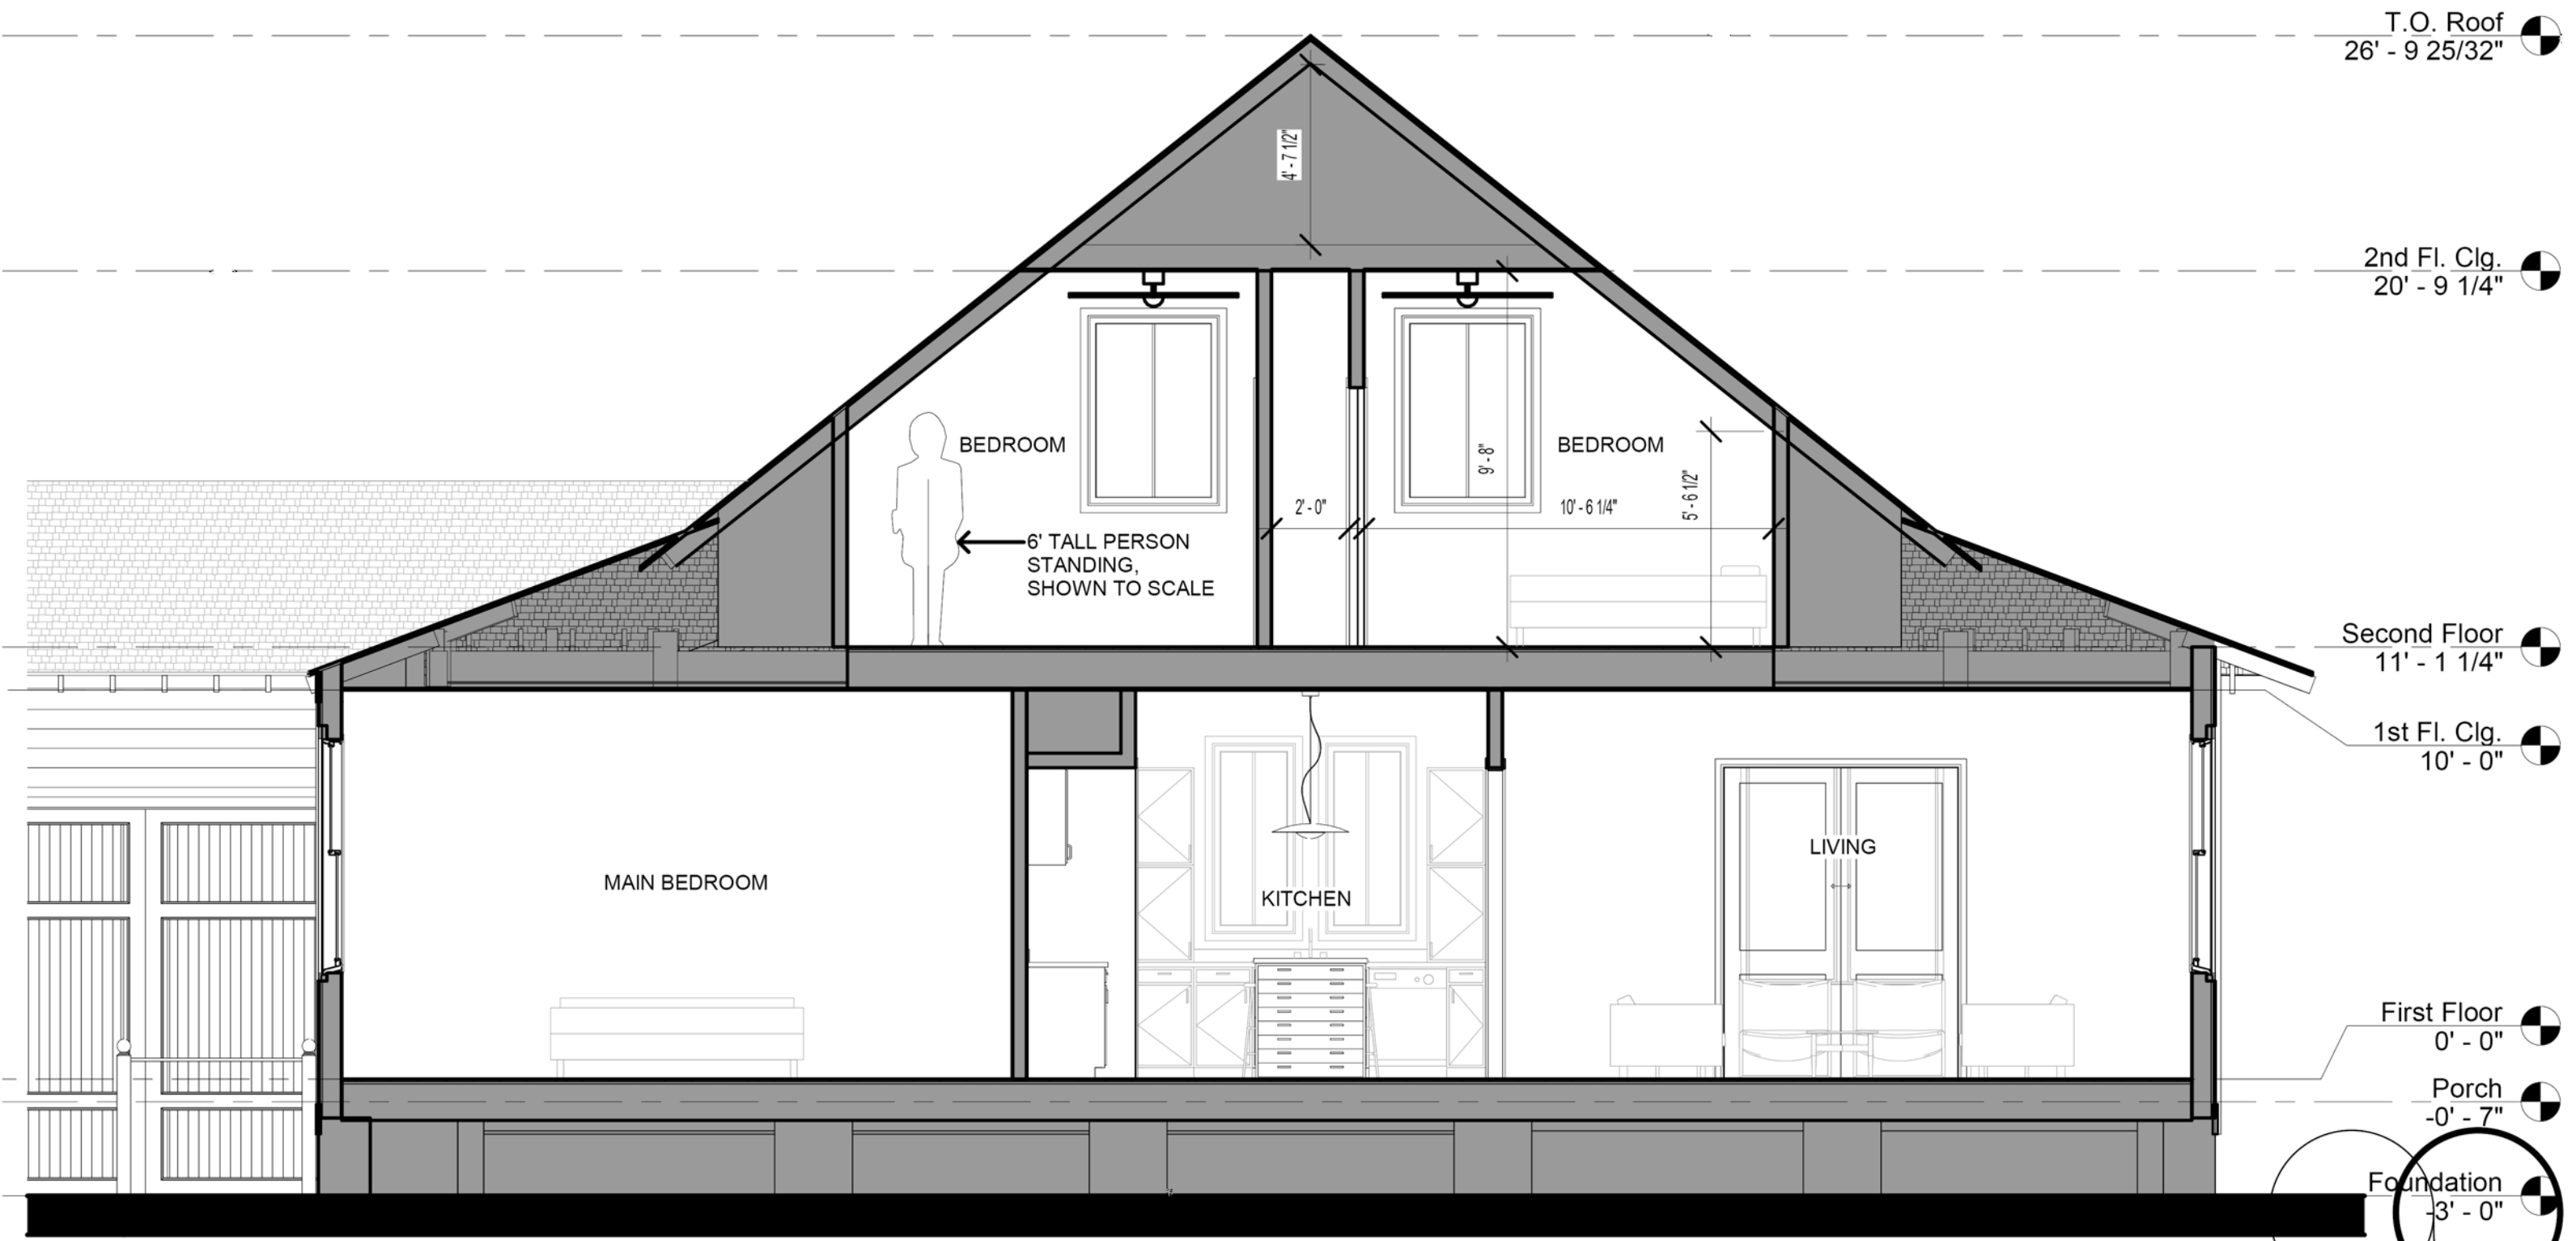 T.O. Roof
26' - 9 25/32"
4' - 7 1/2"
2nd Fl. Clg.
20' - 9 1/4"
BEDROOM
BEDROOM
9' - 8"
5' - 6 1/2"
2' - 0"
10' - 6 1/4"
6' TALL PERSON
STANDING,
SHOWN TO SCALE
Second Floor
11' - 1 1/4"
1st Fl. Clg.
10' - 0"
LIVING
MAIN BEDROOM
KITCHEN
First Floor
0' - 0"
Porch
-0' - 7"
Foundation
-3' - 0"